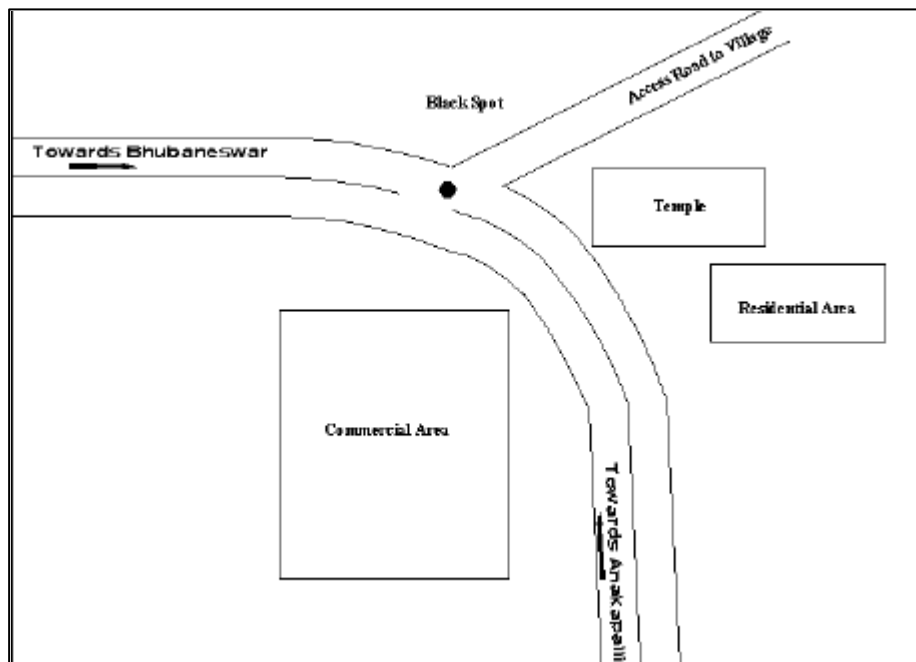 Access Road to Village
Black Spot
Towards Bhubaneswar
Temple
Residential Area
Commercial Area
Towards Anakapalli